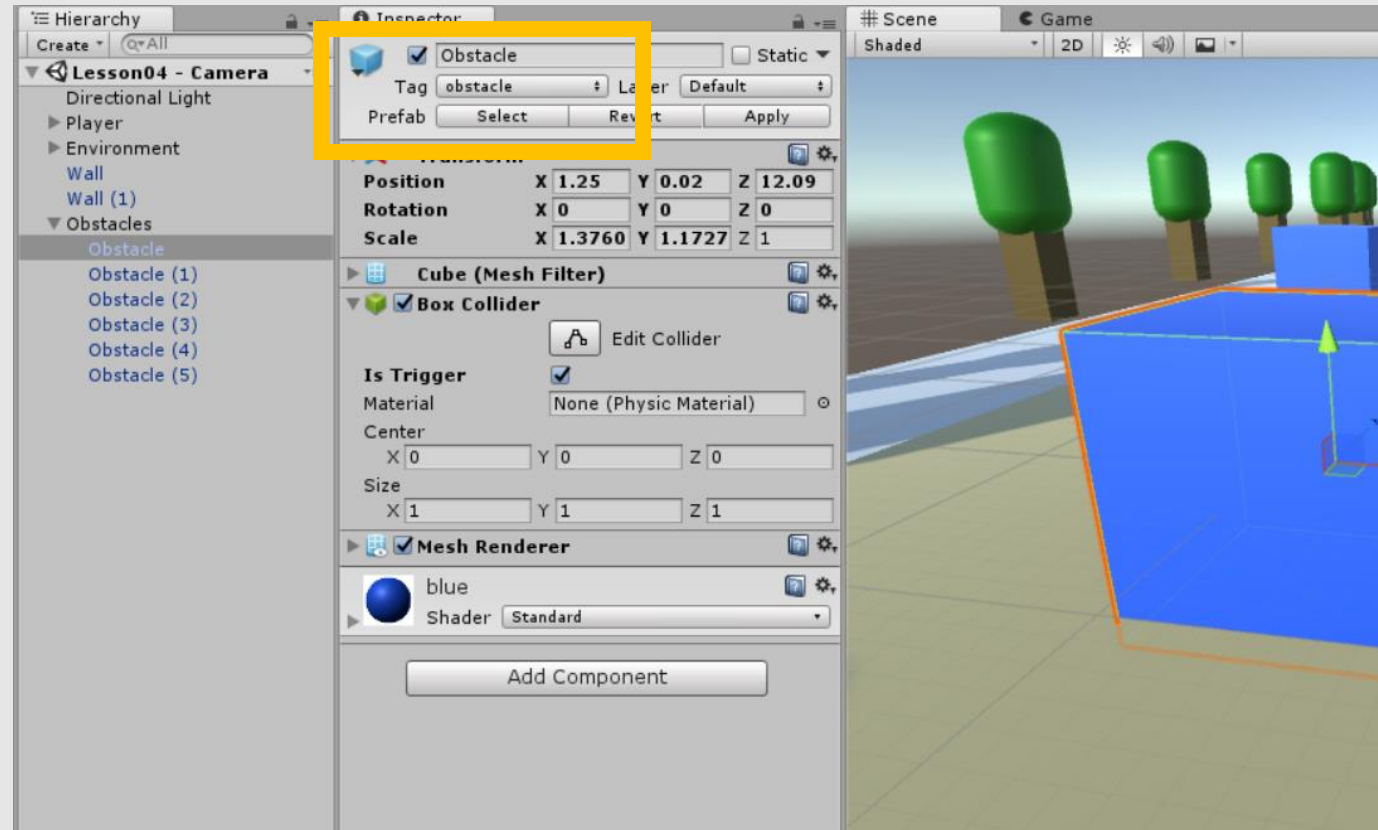 Hierarchy
Create
All
Lesson04 - Camera
Directional Light
Player
Environment
Wall
Wall (1)
Obstacles
Obstacle
Obstacle (1)
Obstacle (2)
Obstacle (3)
Obstacle (4)
Obstacle (5)
Inspector
Obstacle Static
Tag obstacle Layer Default
Prefab Select Revert Apply
Transform
Position X 1.25 Y 0.02 Z 12.09
Rotation X 0 Y 0 Z 0
Scale X 1.3760 Y 1.1727 Z 1
Cube (Mesh Filter)
Box Collider
Edit Collider
Is Trigger
Material None (Physic Material)
Center
X 0 Y 0 Z 0
Size
X 1 Y 1 Z 1
Mesh Renderer
blue
Shader Standard
Add Component
# Scene Game
Shaded 2D